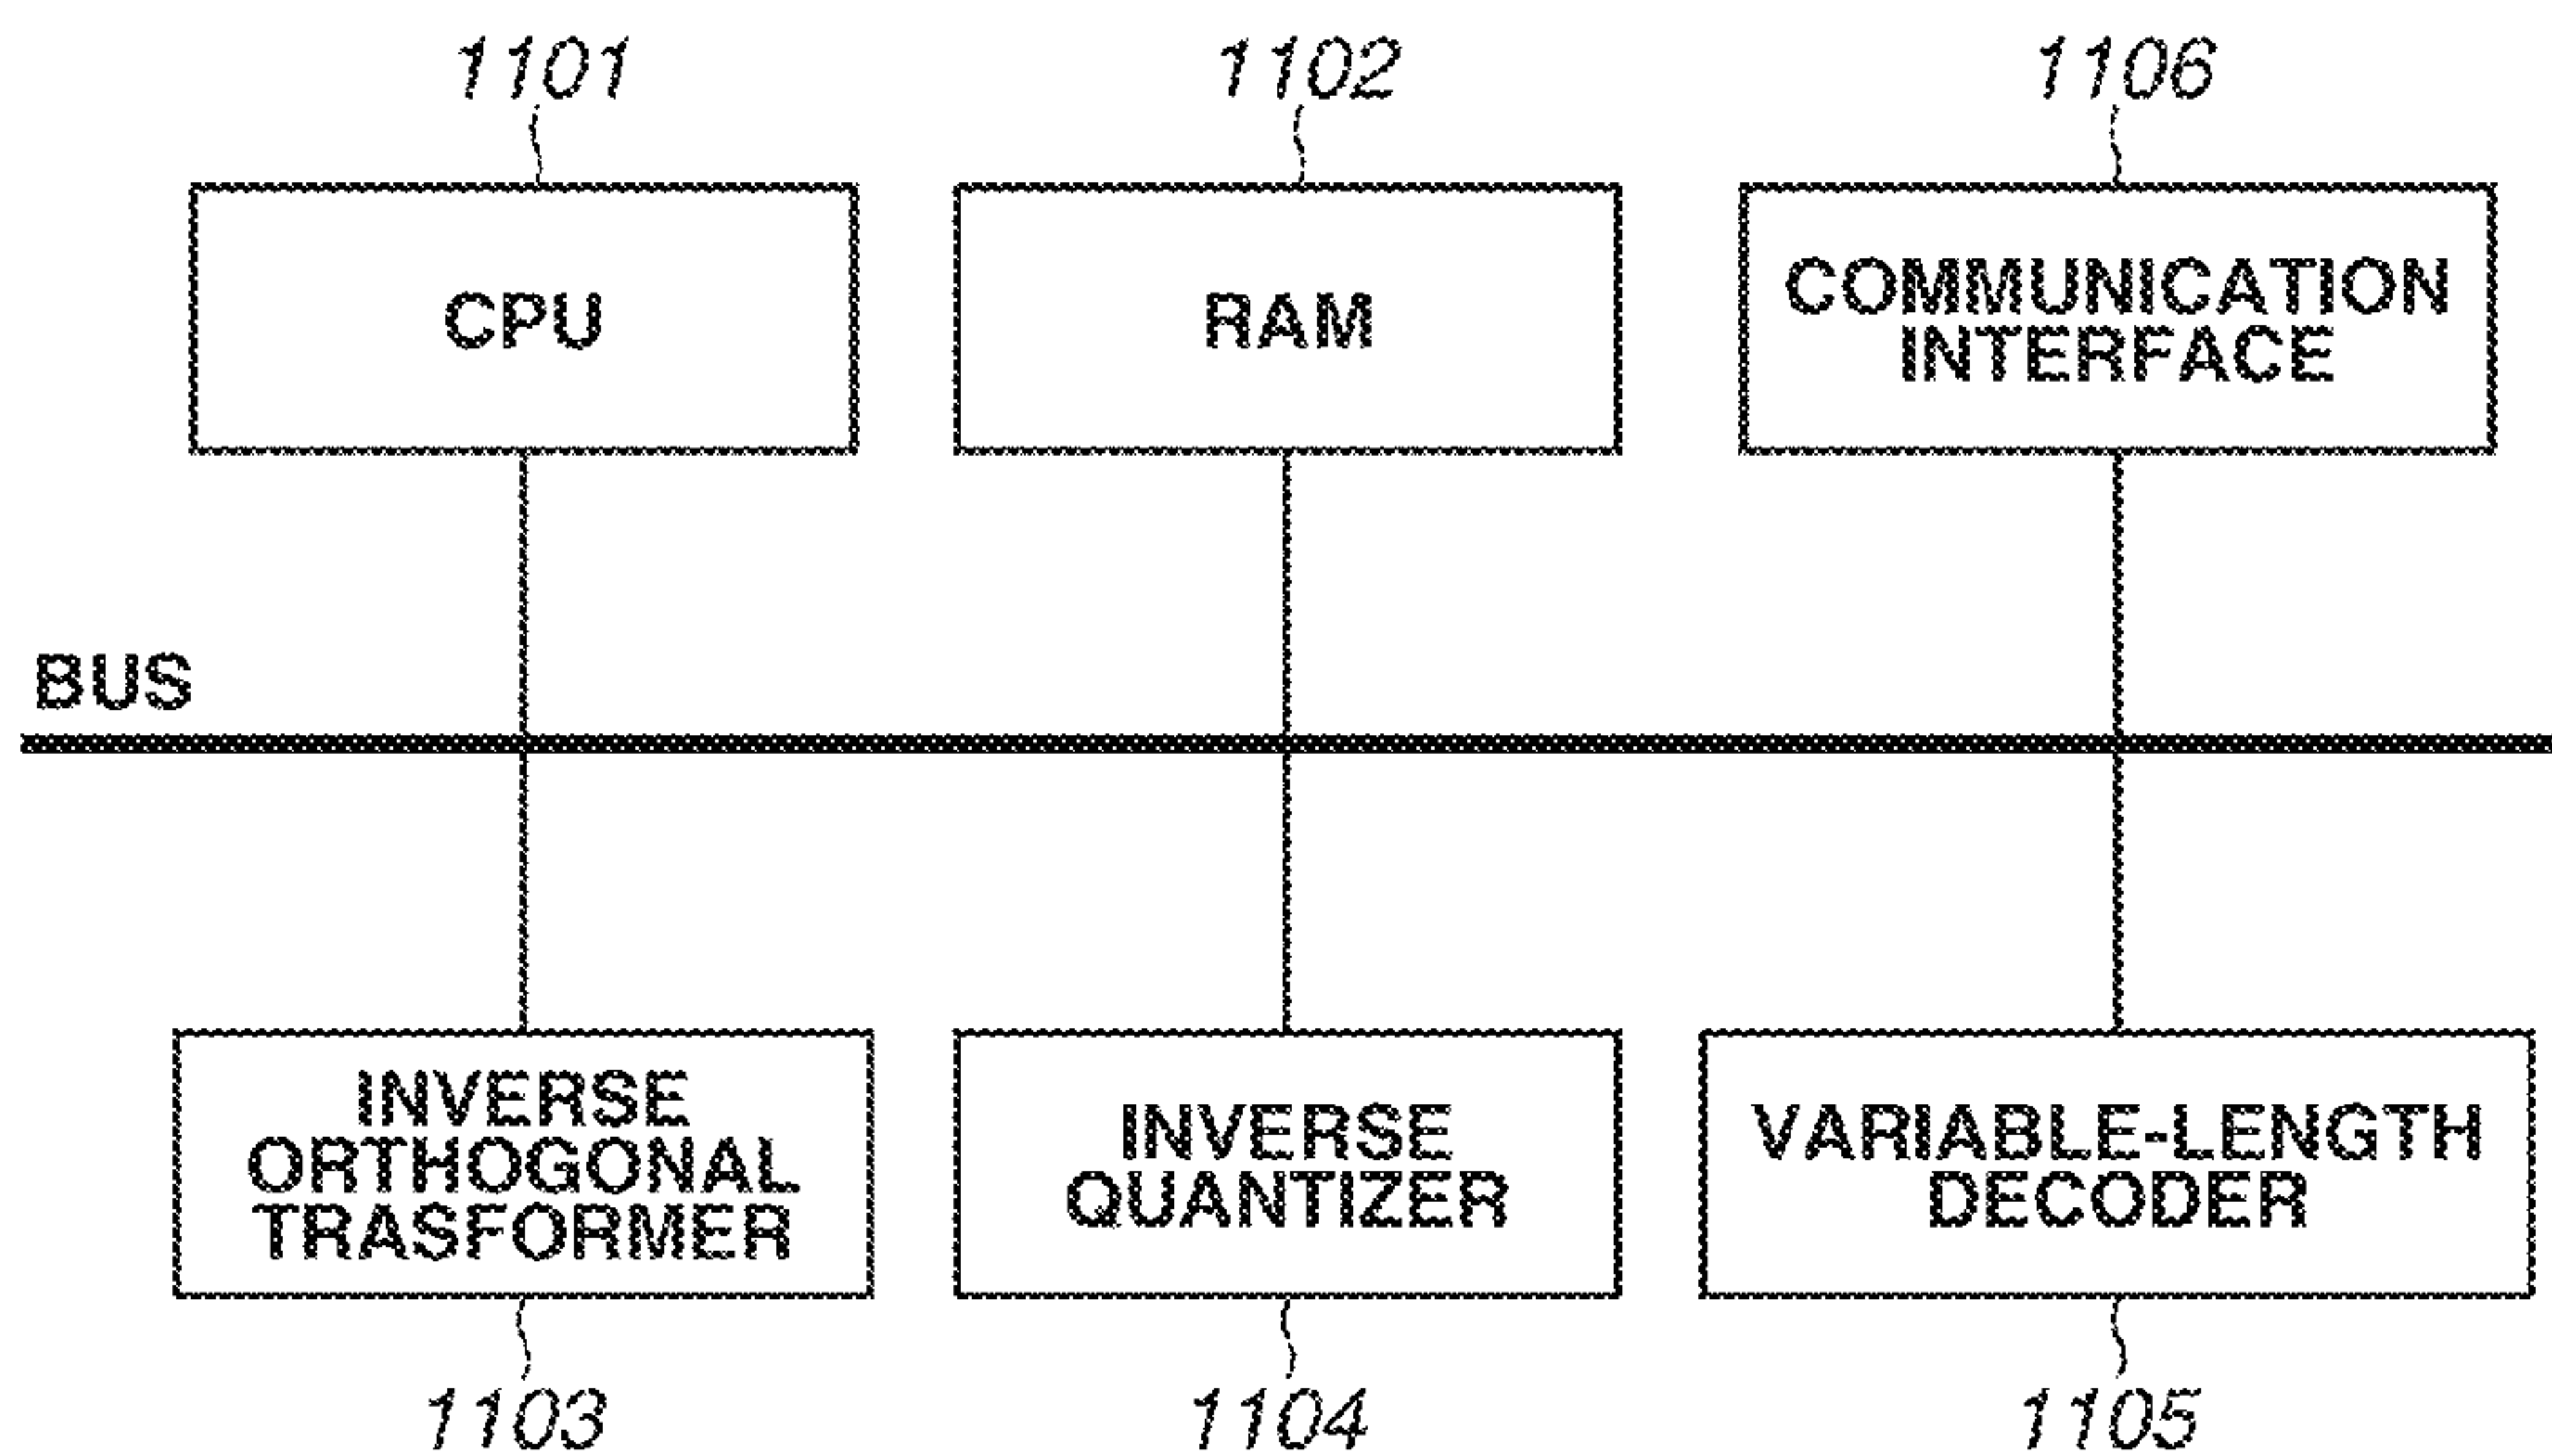 1101
1102
1106
CPU
RAM
COMMUNICATION
INTERFACE
BUS
INVERSE
ORTHOGONAL
TRASFORMER
INVERSE
QUANTIZER
VARIABLE-LENGTH
DECODER
1103
1104
1105